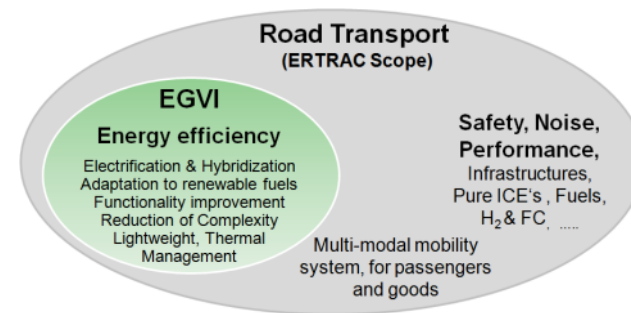 Road Transport
(ERTRAC Scope)
EGVI
Energy efficiency
Electrification & Hybridization
Adaptation to renewable fuels
Functionality improvement
Reduction of Complexity
Lightweight, Thermal
Management
Safety, Noise,
Performance,
Infrastructures,
Pure ICE's , Fuels,
H₂ & FC, .....
Multi-modal mobility
system, for passengers
and goods